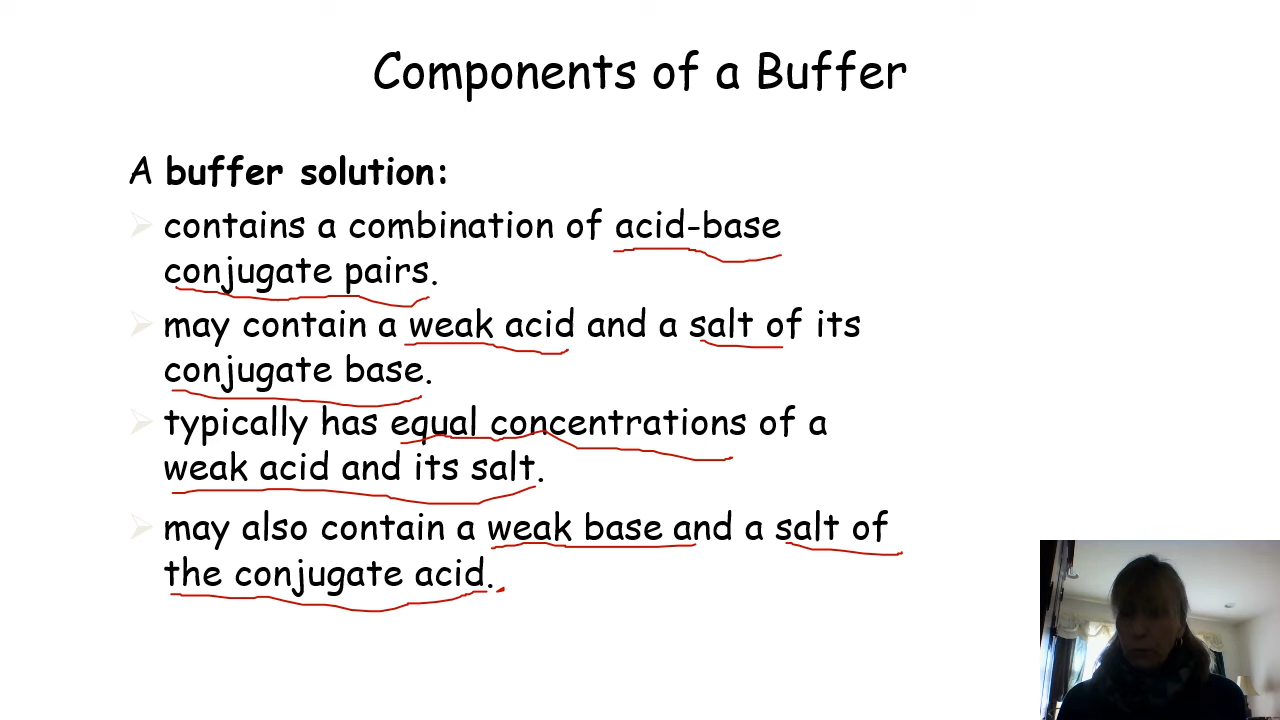 Components of a Buffer
A buffer solution:
contains a combination of acid-base
conjugate pairs.
may contain a weak acid and a salt of its
conjugate base.
typically has equal concentrations of a
weak acid and its salt.
may also contain a weak base and a salt of
the conjugate acid.